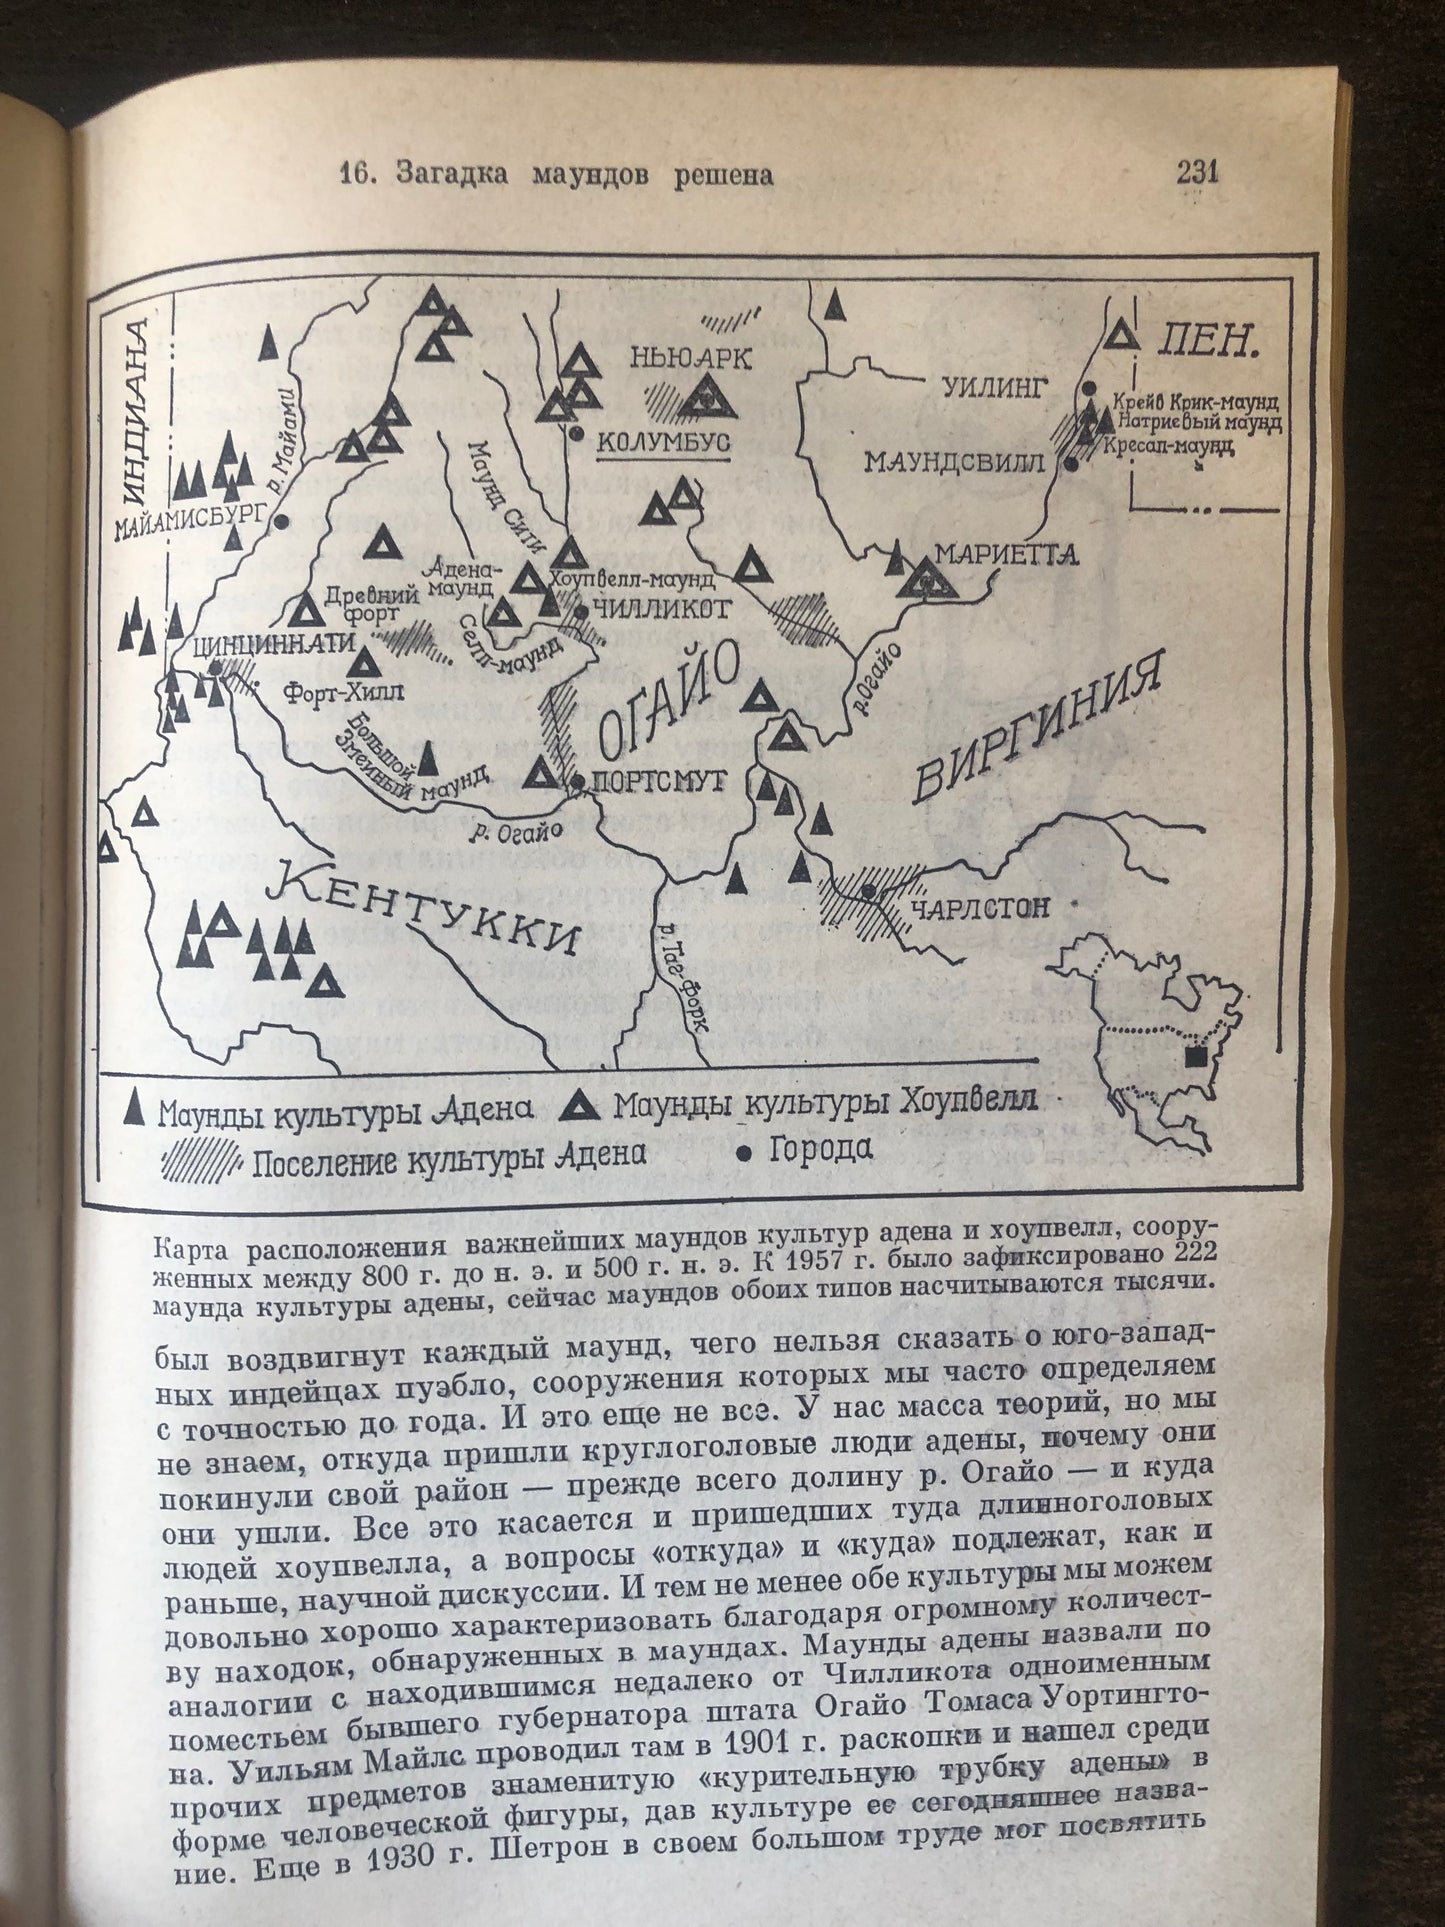 16. Загадка маундов решена 231
ИНДИАНА
р. Майами
МАЙАМИСБУРГ
НЬЮАРК
КОЛУМБУС
УИЛИНГ
ПЕН.
Крейв Крик-маунд
Натриевый маунд
Кресап-маунд
МАУНДСВИЛЛ
Маунд Сити
МАРИЕТТА
Адена-
маунд
Хоупвелл-маунд
ЧИЛЛИКОТ
Древний
форт
Сеип-маунд
ЦИНЦИННАТИ
Форт-Хилл
Большой
Змеиный маунд
ОГАЙО
р. Огайо
ВИРГИНИЯ
ПОРТСМУТ
р. Огайо
КЕНТУККИ
ЧАРЛСТОН
р. Таг-Форк
Маунды культуры Адена Маунды культуры Хоупвелл
Поселение культуры Адена Города
Карта расположения важнейших маундов культур адена и хоупвелл, соору-
женных между 800 г. до н. э. и 500 г. н. э. К 1957 г. было зафиксировано 222
маунда культуры адены, сейчас маундов обоих типов насчитываются тысячи.
был воздвигнут каждый маунд, чего нельзя сказать о юго-запад-
ных индейцах пуэбло, сооружения которых мы часто определяем
с точностью до года. И это еще не все. У нас масса теорий, но мы
не знаем, откуда пришли круглоголовые люди адены, почему они
покинули свой район — прежде всего долину р. Огайо — и куда
они ушли. Все это касается и пришедших туда длинноголовых
людей хоупвелла, а вопросы «откуда» и «куда» подлежат, как и
раньше, научной дискуссии. И тем не менее обе культуры мы можем
довольно хорошо характеризовать благодаря огромному количест-
ву находок, обнаруженных в маундах. Маунды адены назвали по
аналогии с находившимся недалеко от Чилликота одноименным
поместьем бывшего губернатора штата Огайо Томаса Уортингто-
на. Уильям Майлс проводил там в 1901 г. раскопки и нашел среди
прочих предметов знаменитую «курительную трубку адены» в
форме человеческой фигуры, дав культуре ее сегодняшнее назва-
ние. Еще в 1930 г. Шетрон в своем большом труде мог посвятить